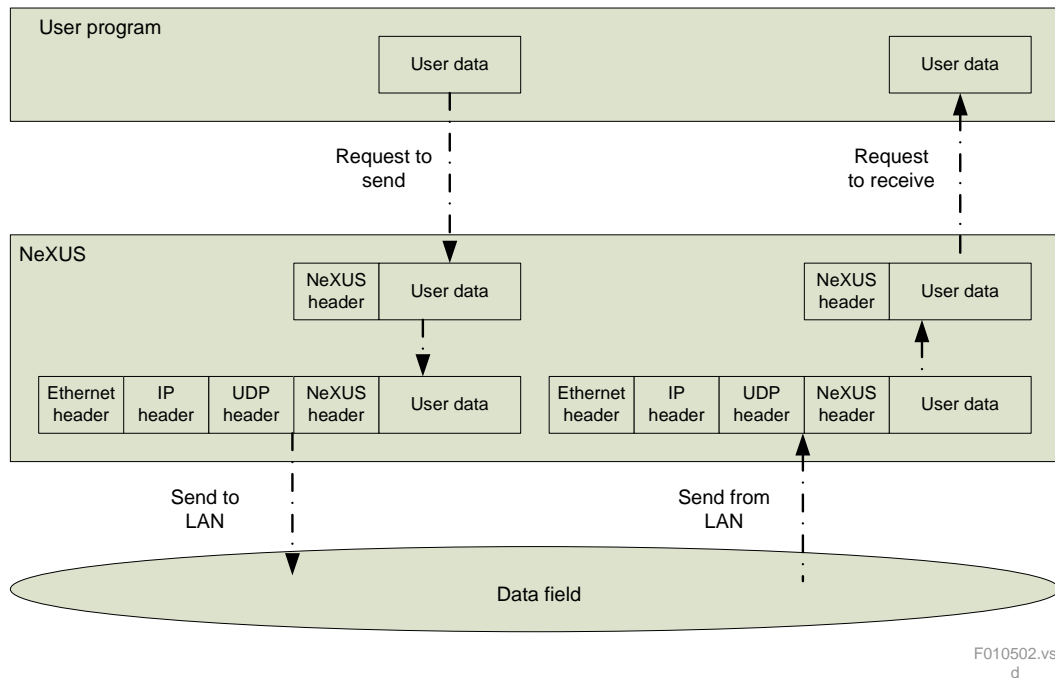 User program
User data
User data
Request to
send
Request
to receive
NeXUS
NeXUS
header
User data
NeXUS
header
User data
Ethernet
header
IP
header
UDP
header
NeXUS
header
User data
Ethernet
header
IP
header
UDP
header
NeXUS
header
User data
Send to
LAN
Send from
LAN
Data field
F010502.vs
d